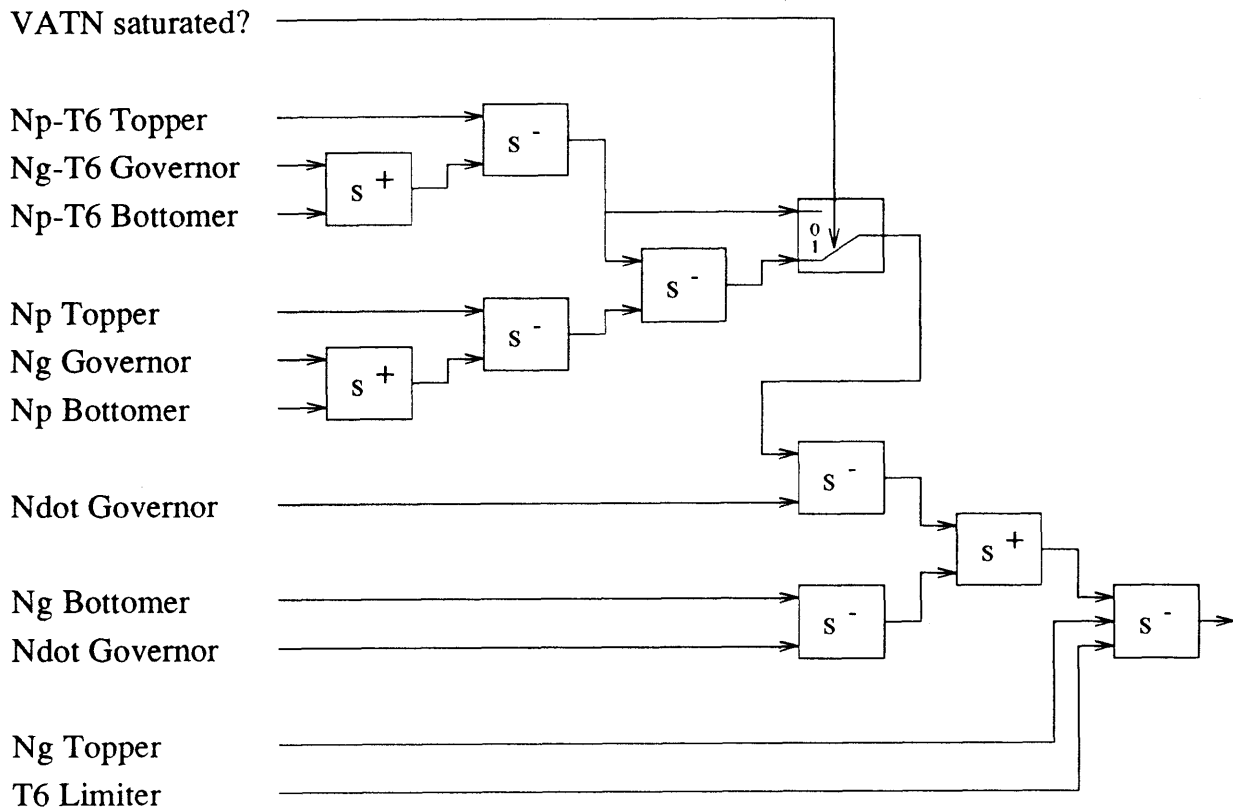 VATN saturated?
Np-T6 Topper
s -
Ng-T6 Governor
s +
Np-T6 Bottomer
0
1
s -
Np Topper
s -
Ng Governor
s +
Np Bottomer
s -
Ndot Governor
s +
Ng Bottomer
s -
s -
Ndot Governor
Ng Topper
T6 Limiter